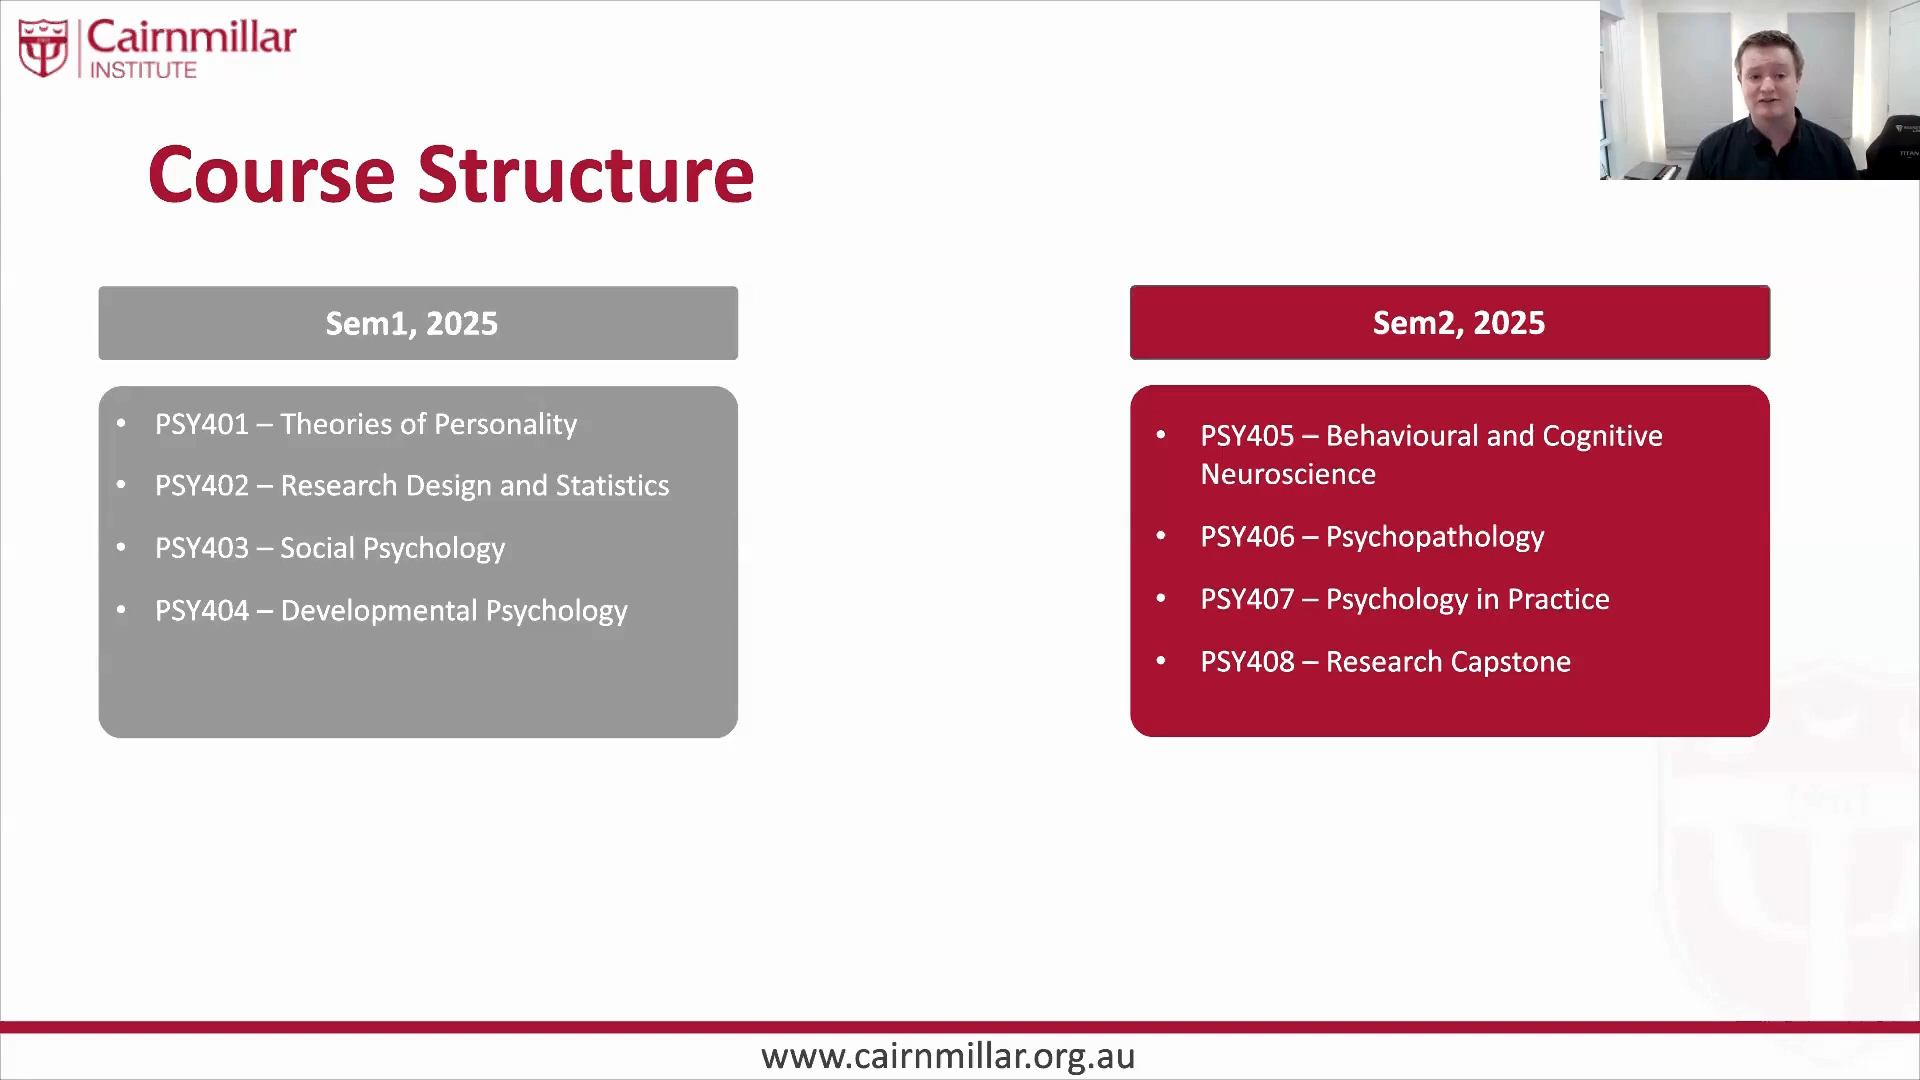 Cairnmillar
INSTITUTE
Course Structure
Sem1, 2025
• PSY401 – Theories of Personality
• PSY402 – Research Design and Statistics
• PSY403 – Social Psychology
• PSY404 – Developmental Psychology
Sem2, 2025
• PSY405 – Behavioural and Cognitive
Neuroscience
• PSY406 – Psychopathology
• PSY407 – Psychology in Practice
• PSY408 – Research Capstone
TITAN
www.cairnmillar.org.au